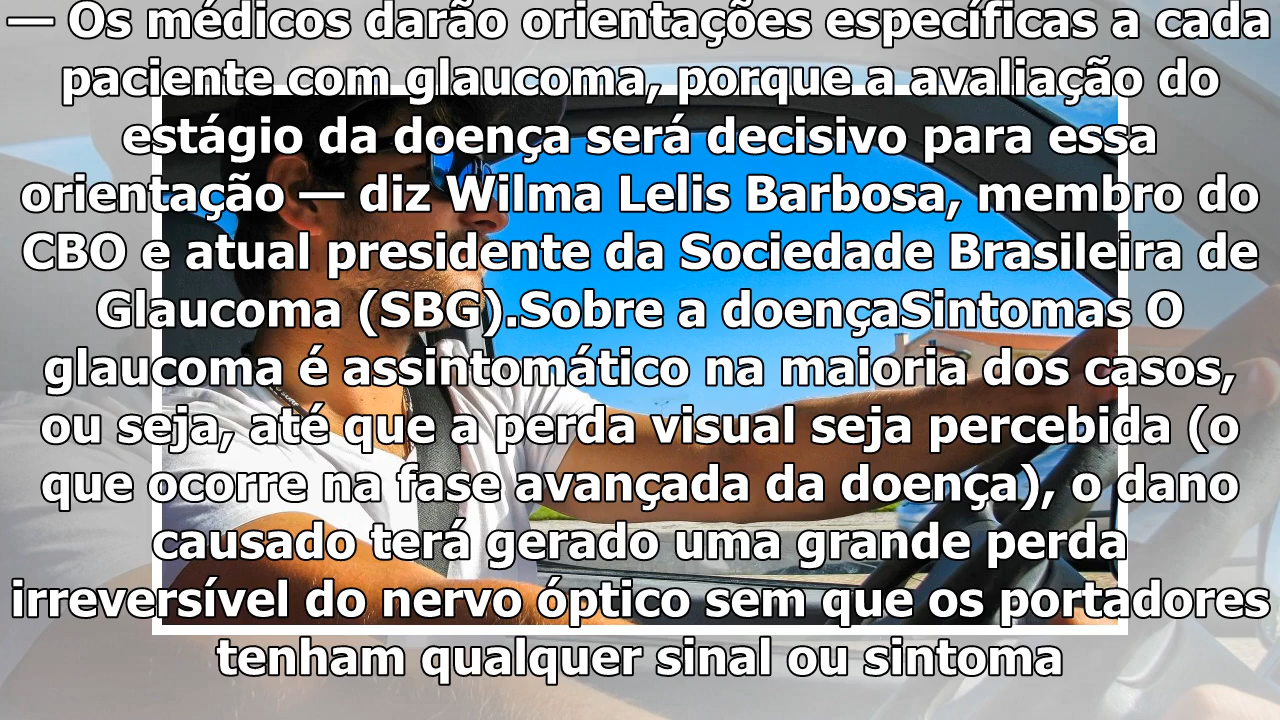 — Os médicos darão orientações específicas a cada
paciente com glaucoma, porque a avaliação do
estágio da doença será decisivo para essa
orientação — diz Wilma Lelis Barbosa, membro do
CBO e atual presidente da Sociedade Brasileira de
Glaucoma (SBG).Sobre a doençaSintomas O
glaucoma é assintomático na maioria dos casos,
ou seja, até que a perda visual seja percebida (o
que ocorre na fase avançada da doença), o dano
causado terá gerado uma grande perda
irreversível do nervo óptico sem que os portadores
tenham qualquer sinal ou sintoma